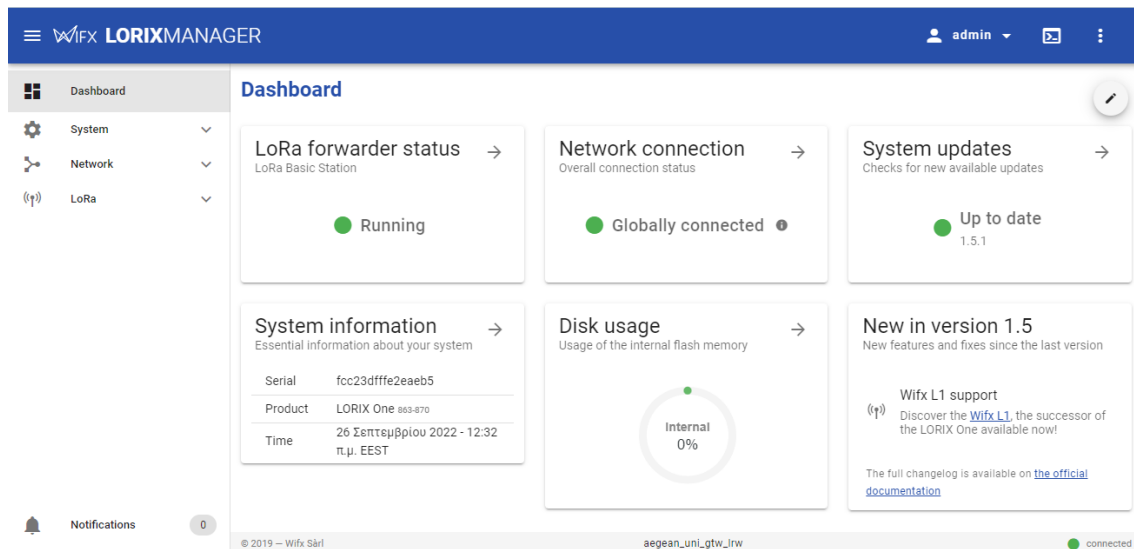 WIFX LORIXMANAGER
admin
Dashboard
System
Network
LoRa
Notifications 0
Dashboard
LoRa forwarder status
LoRa Basic Station
Running
Network connection
Overall connection status
Globally connected
System updates
Checks for new available updates
Up to date
1.5.1
System information
Essential information about your system
Serial fcc23dfffe2eaeb5
Product LORIX One 863-870
Time 26 Σεπτεμβρίου 2022 - 12:32
π.μ. EEST
Disk usage
Usage of the internal flash memory
Internal
0%
New in version 1.5
New features and fixes since the last version
Wifx L1 support
Discover the Wifx L1, the successor of
the LORIX One available now!
The full changelog is available on the official
documentation
© 2019 — Wifx Sàrl
aegean_uni_gtw_lrw
connected